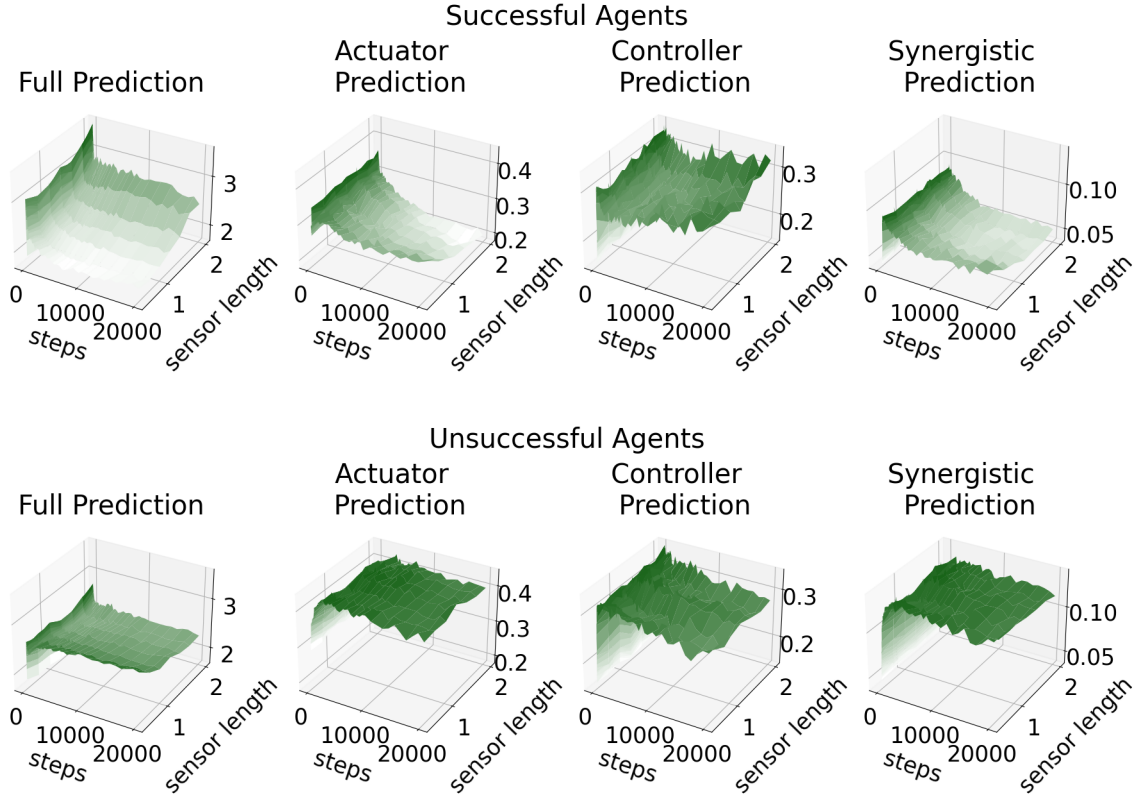 Successful Agents
Full Prediction
Actuator
Prediction
Controller
Prediction
Synergistic
Prediction
3
2
2
1
0
10000
20000
steps
sensor length
0.4
0.3
0.2
2
1
0
10000
20000
steps
sensor length
0.3
0.2
2
1
0
10000
20000
steps
sensor length
0.10
0.05
2
1
0
10000
20000
steps
sensor length
Unsuccessful Agents
Full Prediction
Actuator
Prediction
Controller
Prediction
Synergistic
Prediction
3
2
2
1
0
10000
20000
steps
sensor length
0.4
0.3
0.2
2
1
0
10000
20000
steps
sensor length
0.3
0.2
2
1
0
10000
20000
steps
sensor length
0.10
0.05
2
1
0
10000
20000
steps
sensor length